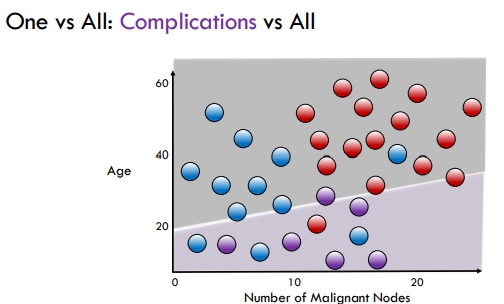 One vs All: Complications vs All
60
40
Age
20
0 10 20
Number of Malignant Nodes